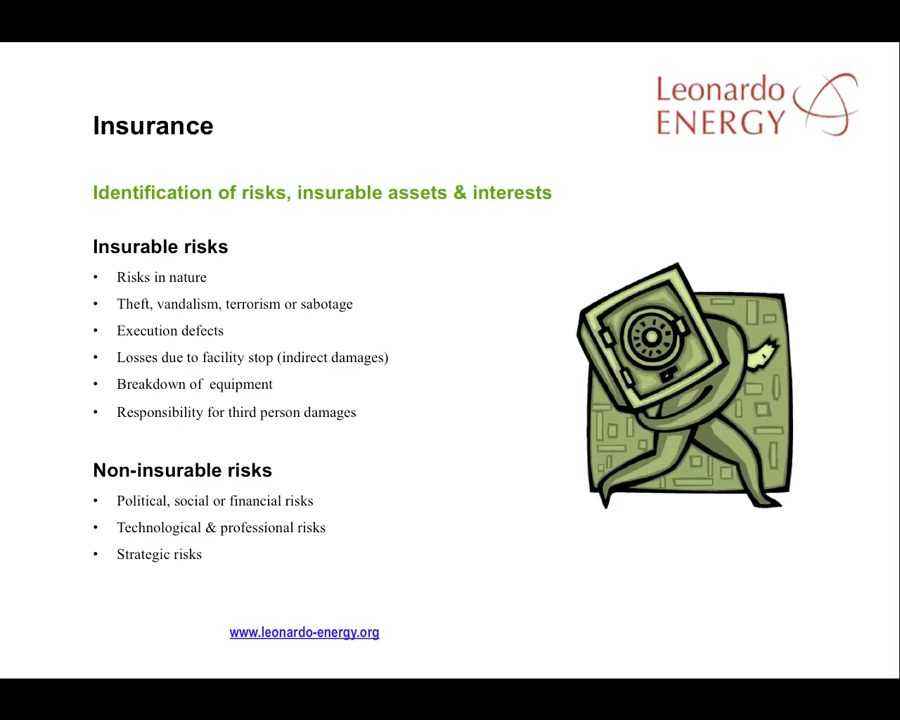 Leonardo
ENERGY
Insurance
Identification of risks, insurable assets & interests
Insurable risks
• Risks in nature
• Theft, vandalism, terrorism or sabotage
• Execution defects
• Losses due to facility stop (indirect damages)
• Breakdown of  equipment
• Responsibility for third person damages
Non-insurable risks
• Political, social or financial risks
• Technological & professional risks
• Strategic risks
www.leonardo-energy.org